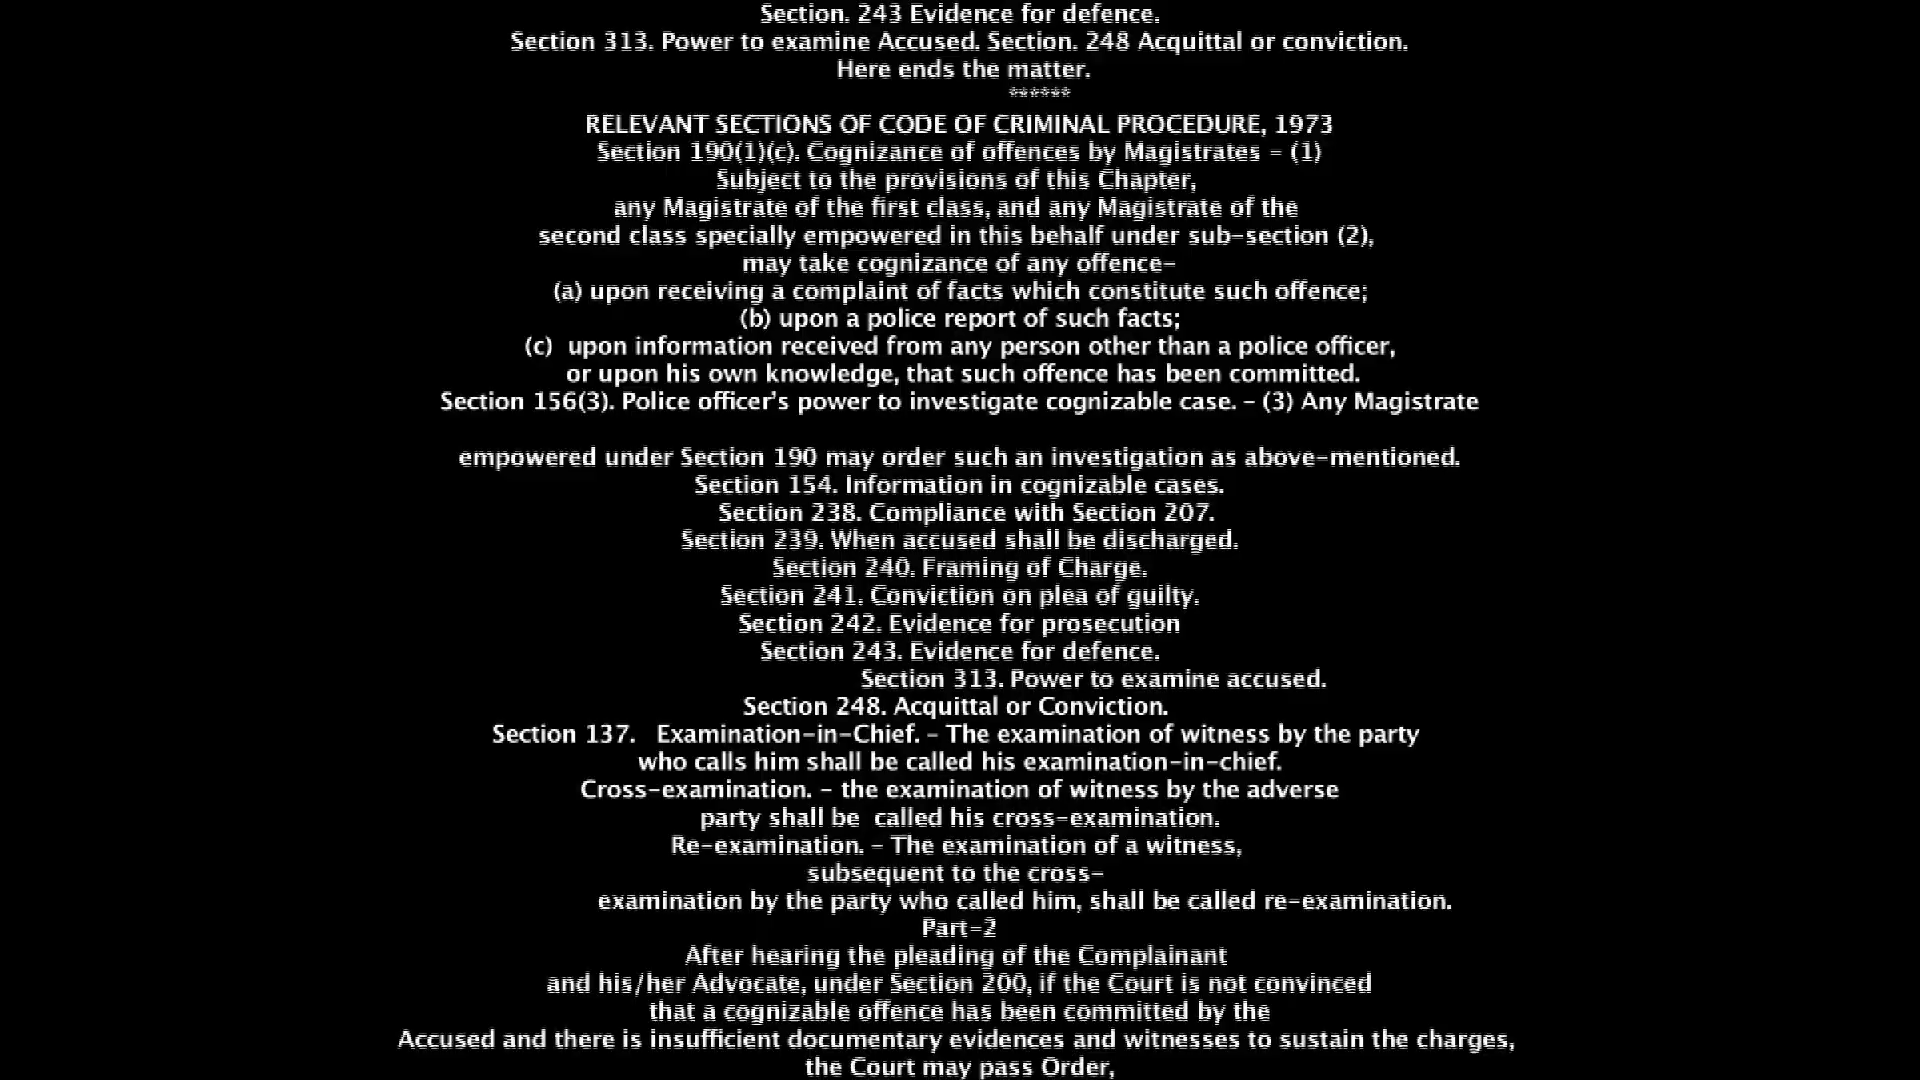 Section. 243 Evidence for defence.
Section 313. Power to examine Accused. Section. 248 Acquittal or conviction.
Here ends the matter.
******
RELEVANT SECTIONS OF CODE OF CRIMINAL PROCEDURE, 1973
Section 190(1)(c). Cognizance of offences by Magistrates – (1)
Subject to the provisions of this Chapter,
any Magistrate of the first class, and any Magistrate of the
second class specially empowered in this behalf under sub-section (2),
may take cognizance of any offence–
(a) upon receiving a complaint of facts which constitute such offence;
(b) upon a police report of such facts;
(c) upon information received from any person other than a police officer,
or upon his own knowledge, that such offence has been committed.
Section 156(3). Police officer’s power to investigate cognizable case. – (3) Any Magistrate
empowered under Section 190 may order such an investigation as above-mentioned.
Section 154. Information in cognizable cases.
Section 238. Compliance with Section 207.
Section 239. When accused shall be discharged.
Section 240. Framing of Charge.
Section 241. Conviction on plea of guilty.
Section 242. Evidence for prosecution
Section 243. Evidence for defence.
Section 313. Power to examine accused.
Section 248. Acquittal or Conviction.
Section 137. Examination-in-Chief. – The examination of witness by the party
who calls him shall be called his examination-in-chief.
Cross-examination. – the examination of witness by the adverse
party shall be called his cross-examination.
Re-examination. – The examination of a witness,
subsequent to the cross-
examination by the party who called him, shall be called re-examination.
Part-2
After hearing the pleading of the Complainant
and his/her Advocate, under Section 200, if the Court is not convinced
that a cognizable offence has been committed by the
Accused and there is insufficient documentary evidences and witnesses to sustain the charges,
the Court may pass Order,